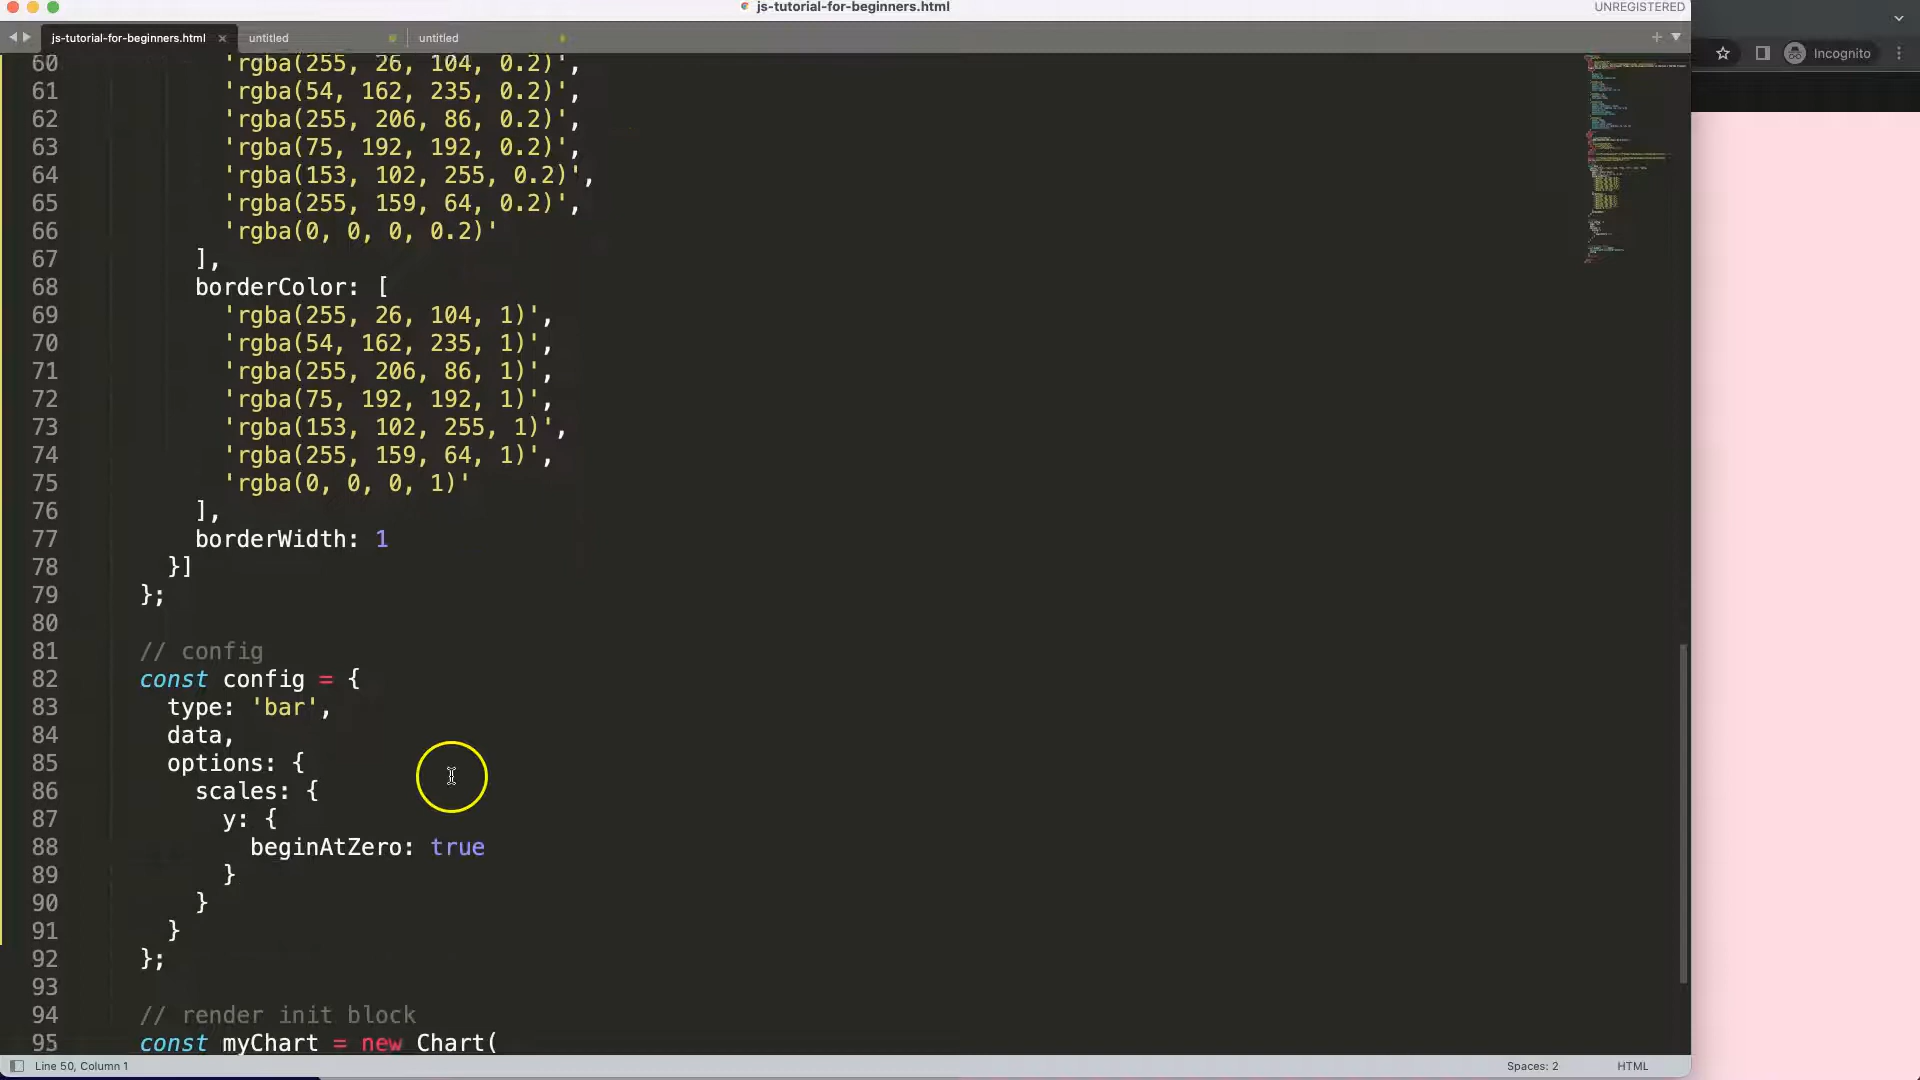 js-tutorial-for-beginners.html
UNREGISTERED
js-tutorial-for-beginners.html × untitled untitled
Incognito
60 'rgba(255, 26, 104, 0.2)',
61 'rgba(54, 162, 235, 0.2)',
62 'rgba(255, 206, 86, 0.2)',
63 'rgba(75, 192, 192, 0.2)',
64 'rgba(153, 102, 255, 0.2)',
65 'rgba(255, 159, 64, 0.2)',
66 'rgba(0, 0, 0, 0.2)'
67 ],
68 borderColor: [
69 'rgba(255, 26, 104, 1)',
70 'rgba(54, 162, 235, 1)',
71 'rgba(255, 206, 86, 1)',
72 'rgba(75, 192, 192, 1)',
73 'rgba(153, 102, 255, 1)',
74 'rgba(255, 159, 64, 1)',
75 'rgba(0, 0, 0, 1)'
76 ],
77 borderWidth: 1
78 }]
79 };
80
81 // config
82 const config = {
83 type: 'bar',
84 data,
85 options: {
86 scales: {
87 y: {
88 beginAtZero: true
89 }
90 }
91 }
92 };
93
94 // render init block
95 const myChart = new Chart(
Line 50, Column 1
Spaces: 2
HTML